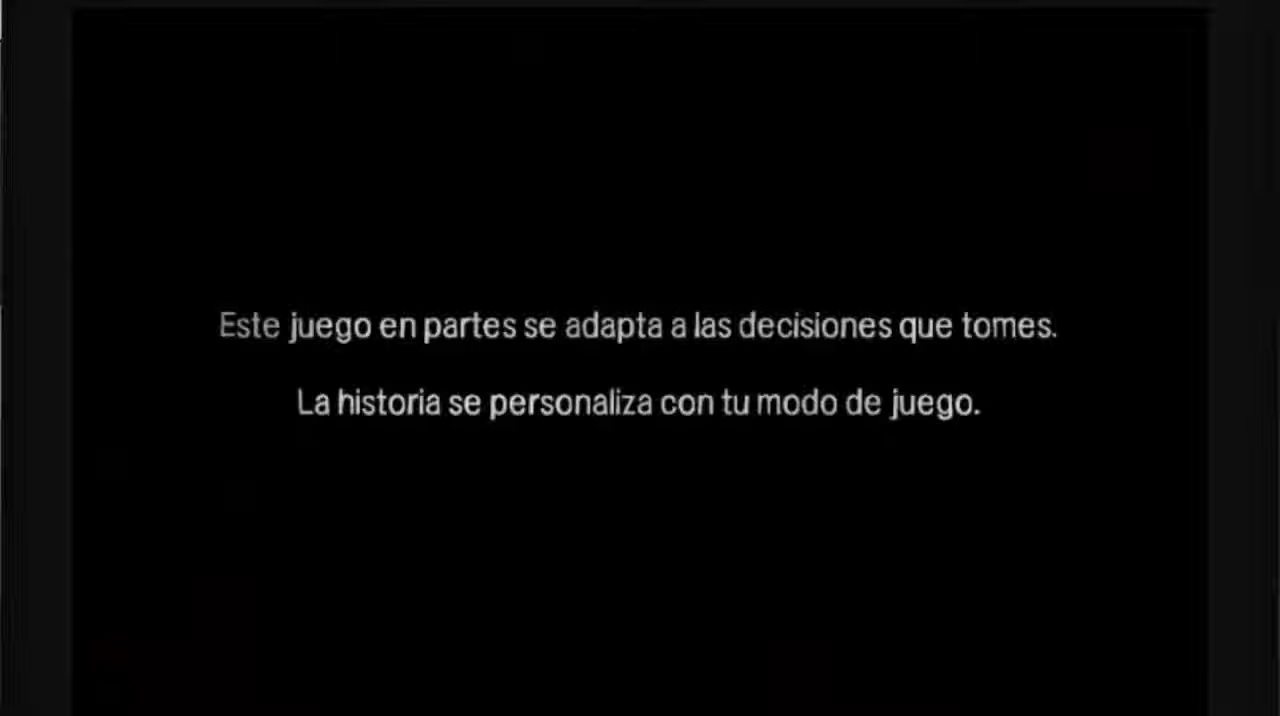 Este juego en partes se adapta a las decisiones que tomes.
La historia se personaliza con tu modo de juego.